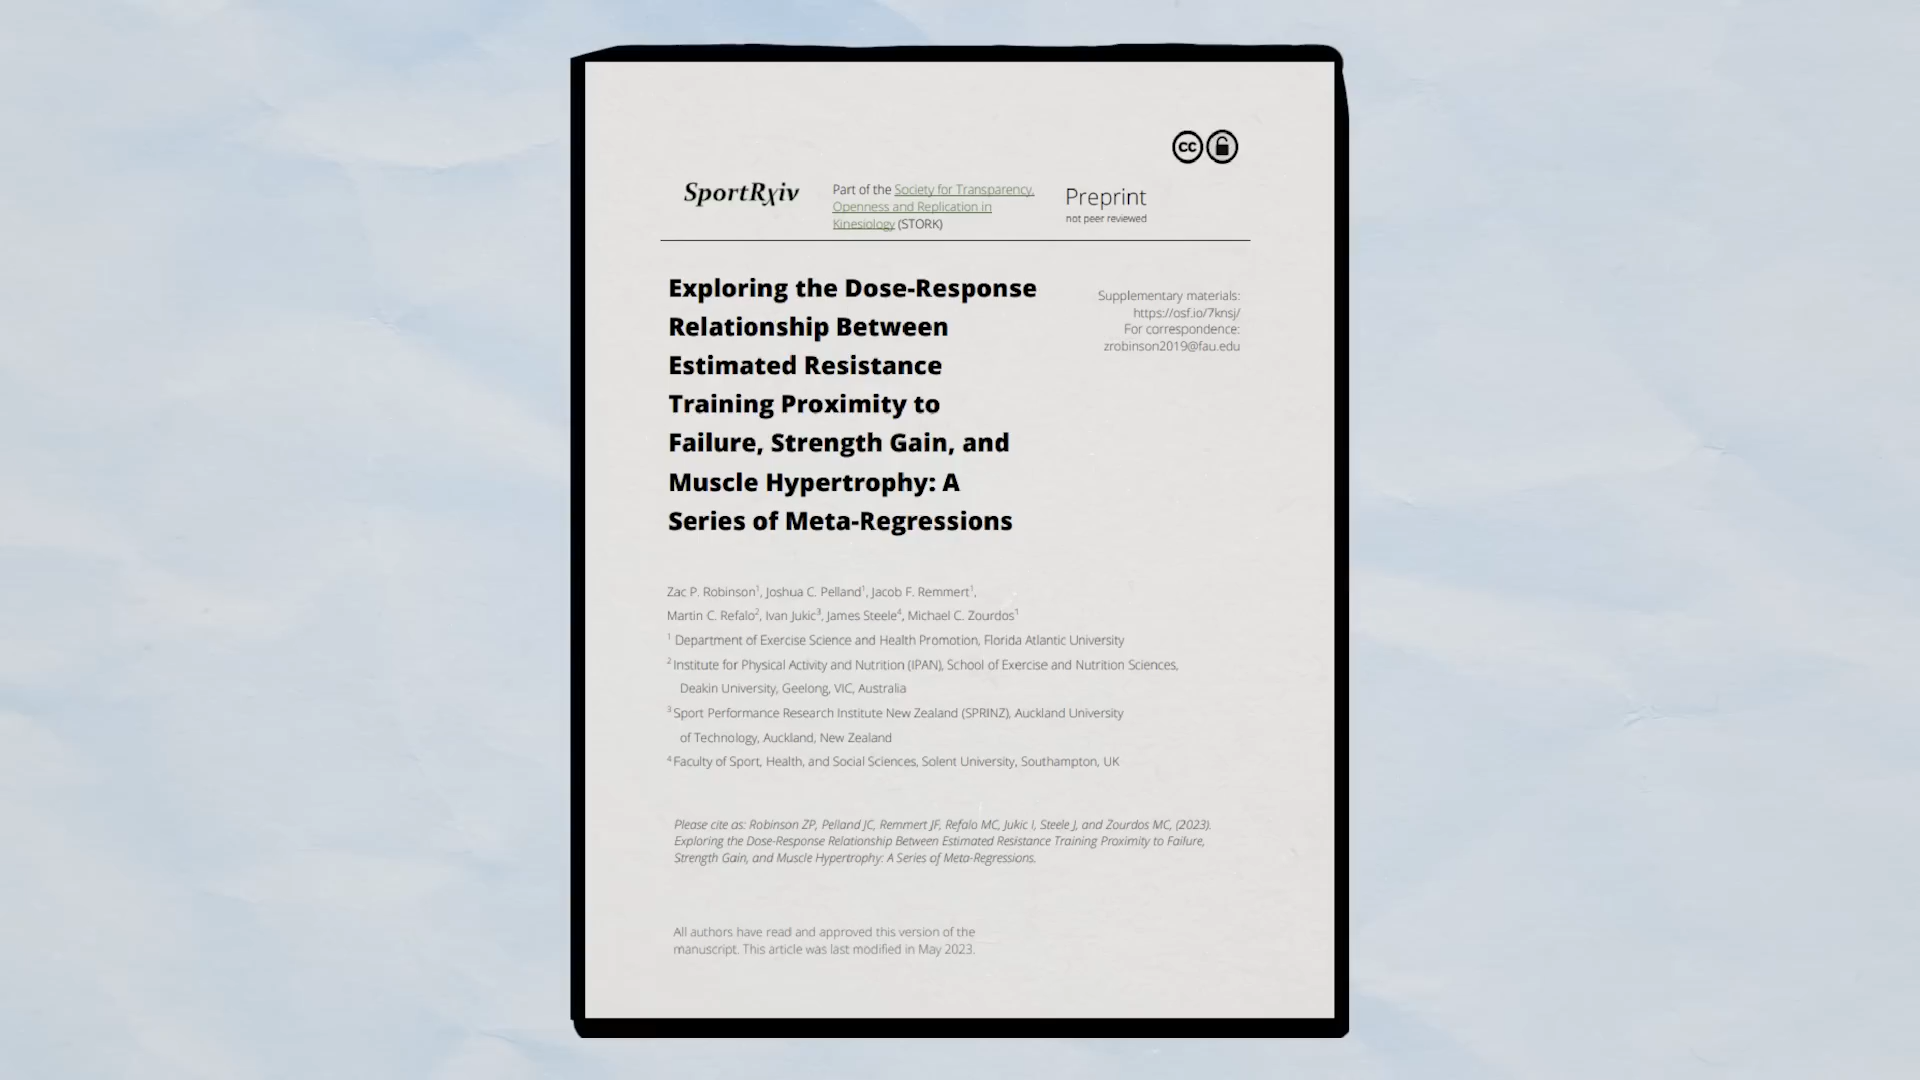 cc
SportRχiv
Part of the Society for Transparency,
Openness and Replication in
Kinesiology (STORK)
Preprint
not peer reviewed
Exploring the Dose-Response
Relationship Between
Estimated Resistance
Training Proximity to
Failure, Strength Gain, and
Muscle Hypertrophy: A
Series of Meta-Regressions
Supplementary materials:
https://osf.io/7knsj/
For correspondence:
zrobinson2019@fau.edu
Zac P. Robinson¹, Joshua C. Pelland¹, Jacob F. Remmert¹,
Martin C. Refalo², Ivan Jukic³, James Steele⁴, Michael C. Zourdos¹
¹ Department of Exercise Science and Health Promotion, Florida Atlantic University
² Institute for Physical Activity and Nutrition (IPAN), School of Exercise and Nutrition Sciences,
Deakin University, Geelong, VIC, Australia
³ Sport Performance Research Institute New Zealand (SPRINZ), Auckland University
of Technology, Auckland, New Zealand
⁴ Faculty of Sport, Health, and Social Sciences, Solent University, Southampton, UK
Please cite as: Robinson ZP, Pelland JC, Remmert JF, Refalo MC, Jukic I, Steele J, and Zourdos MC, (2023).
Exploring the Dose-Response Relationship Between Estimated Resistance Training Proximity to Failure,
Strength Gain, and Muscle Hypertrophy: A Series of Meta-Regressions.
All authors have read and approved this version of the
manuscript. This article was last modified in May 2023.